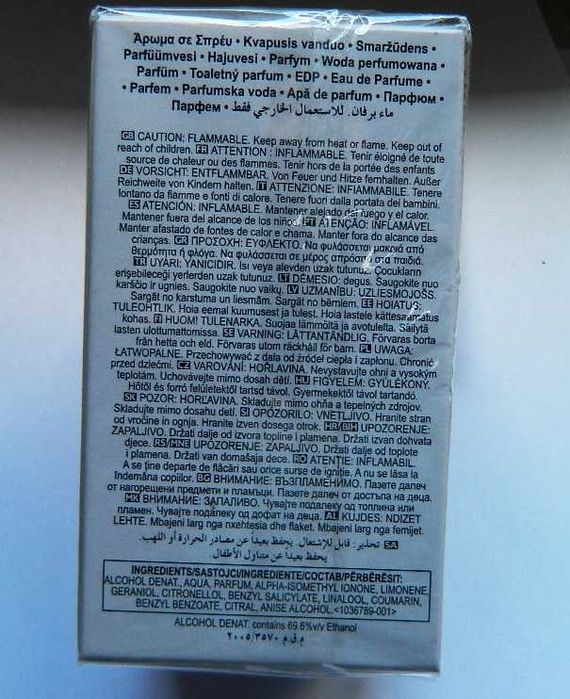 Άρωμα σε Σπρέυ • Kvapusis vanduo • Smaržūdens •
Parfüümvesi • Hajuvesi • Parfym • Woda perfumowana •
Parfüm • Toaletný parfum • EDP • Eau de Parfume •
• Parfem • Parfumska voda • Apă de parfum • Парфюм •
Парфем • ماء برفان. للاستعمال الخارجي فقط
GB CAUTION: FLAMMABLE. Keep away from heat or flame. Keep out of
reach of children. FR ATTENTION : INFLAMMABLE. Tenir éloigné de toute
source de chaleur ou des flammes. Tenir hors de la portée des enfants
DE VORSICHT: ENTFLAMMBAR. Von Feuer und Hitze fernhalten. Außer
Reichweite von Kindern halten. IT ATTENZIONE: INFIAMMABILE. Tenere
lontano da fiamme e fonti di calore. Tenere fuori dalla portata dei bambini.
ES ATENCIÓN: INFLAMABLE. Mantener alejado del fuego y el calor.
Mantener fuera del alcance de los niños. PT ATENÇÃO: INFLAMÁVEL.
Manter afastado de fontes de calor e chama. Manter fora do alcance das
crianças. GR ΠΡΟΣΟΧΗ: ΕΥΦΛΕΚΤΟ. Να φυλάσσεται μακριά από
θερμότητα ή φλόγα. Να φυλάσσεται σε μέρος απρόσιτο στα παιδιά.
TR UYARI: YANICIDIR. Isı veya alevden uzak tutunuz. Çocukların
erişebileceği yerlerden uzak tutunuz. LT DĖMESIO: degus. Saugokite nuo
karščio ir ugnies. Saugokite nuo vaikų. LV UZMANĪBU: UZLIESMOJOŠS.
Sargāt no karstuma un liesmām. Sargāt no bērniem. EE HOIATUS:
TULEOHTLIK. Hoia eemal kuumusest ja tulest. Hoia lastele kättesaamatus
kohas. FI HUOM! TULENARKA. Suojaa lämmöltä ja avotulelta. Säilytä
lasten ulottumattomissa. SE VARNING: LÄTTANTÄNDLIG. Förvaras borta
från hetta och eld. Förvaras utom räckhåll för barn. PL UWAGA:
ŁATWOPALNE. Przechowywać z dala od źródeł ciepła i zapłonu. Chronić
przed dziećmi. CZ VAROVÁNÍ: HOŘLAVINA. Nevystavujte ohni a vysokým
teplotám. Uchovávejte mimo dosah dětí. HU FIGYELEM: GYÚLÉKONY.
Hőtől és forró felületektől tartsd távol. Gyermekektől távol tartandó.
SK POZOR: HORĽAVINA. Skladujte mimo ohňa a tepelných zdrojov.
Skladujte mimo dosahu detí. SI OPOZORILO: VNETLJIVO. Hranite stran
od vročine in ognja. Hranite izven dosega otrok. HR/BIH UPOZORENJE:
ZAPALJIVO. Držati dalje od izvora topline i plamena. Držati izvan dohvata
djece. RS/MNE UPOZORENJE: ZAPALJIVO. Držati dalje od toplote
i plamena. Držati van domašaja dece. RO ATENȚIE: INFLAMABIL.
A se ține departe de flăcări sau orice surse de igniție. A nu se lăsa la
îndemâna copiilor. BG ВНИМАНИЕ: ВЪЗПЛАМЕНИМО. Пазете далеч
от нагорещени предмети и пламъци. Пазете далеч от достъпа на деца.
MK ВНИМАНИЕ: ЗАПАЛИВО. Чувајте подалеку од топлина или
пламен. Чувајте подалеку од дофат на деца. AL KUJDES: NDIZET
LEHTE. Mbajeni larg nga nxehtesia dhe flaket. Mbajeni larg nga femijet.
SA تحذير: قابل للإشتعال. يحفظ بعيداً عن مصادر الحرارة أو اللهب.
يحفظ بعيداً عن متناول الأطفال.
INGREDIENTS/SASTOJCI/INGREDIENTE/СОСТАВ/PËRBËRËSIT:
ALCOHOL DENAT., AQUA, PARFUM, ALPHA-ISOMETHYL IONONE, LIMONENE,
GERANIOL, CITRONELLOL, BENZYL SALICYLATE, LINALOOL, COUMARIN,
BENZYL BENZOATE, CITRAL, ANISE ALCOHOL.<1036789-001>
ALCOHOL DENAT. contains 69.6%v/v Ethanol
م.ق.م ٢٠٠٥/٣٥٧٠